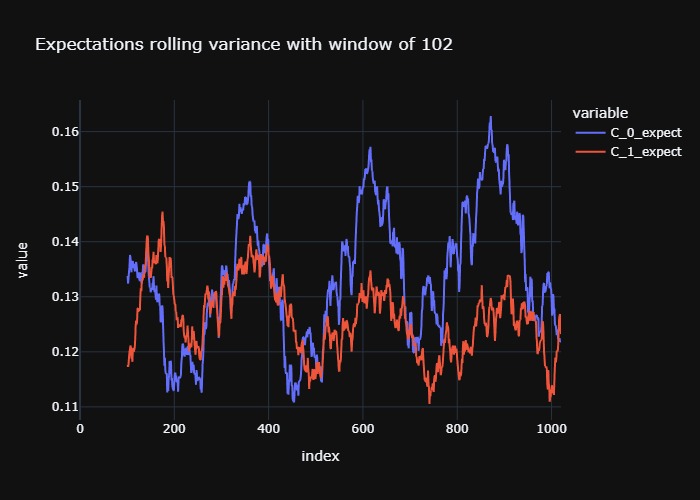 Expectations rolling variance with window of 102
variable
C_0_expect
C_1_expect
value
0.16
0.15
0.14
0.13
0.12
0.11
0 200 400 600 800 1000
index